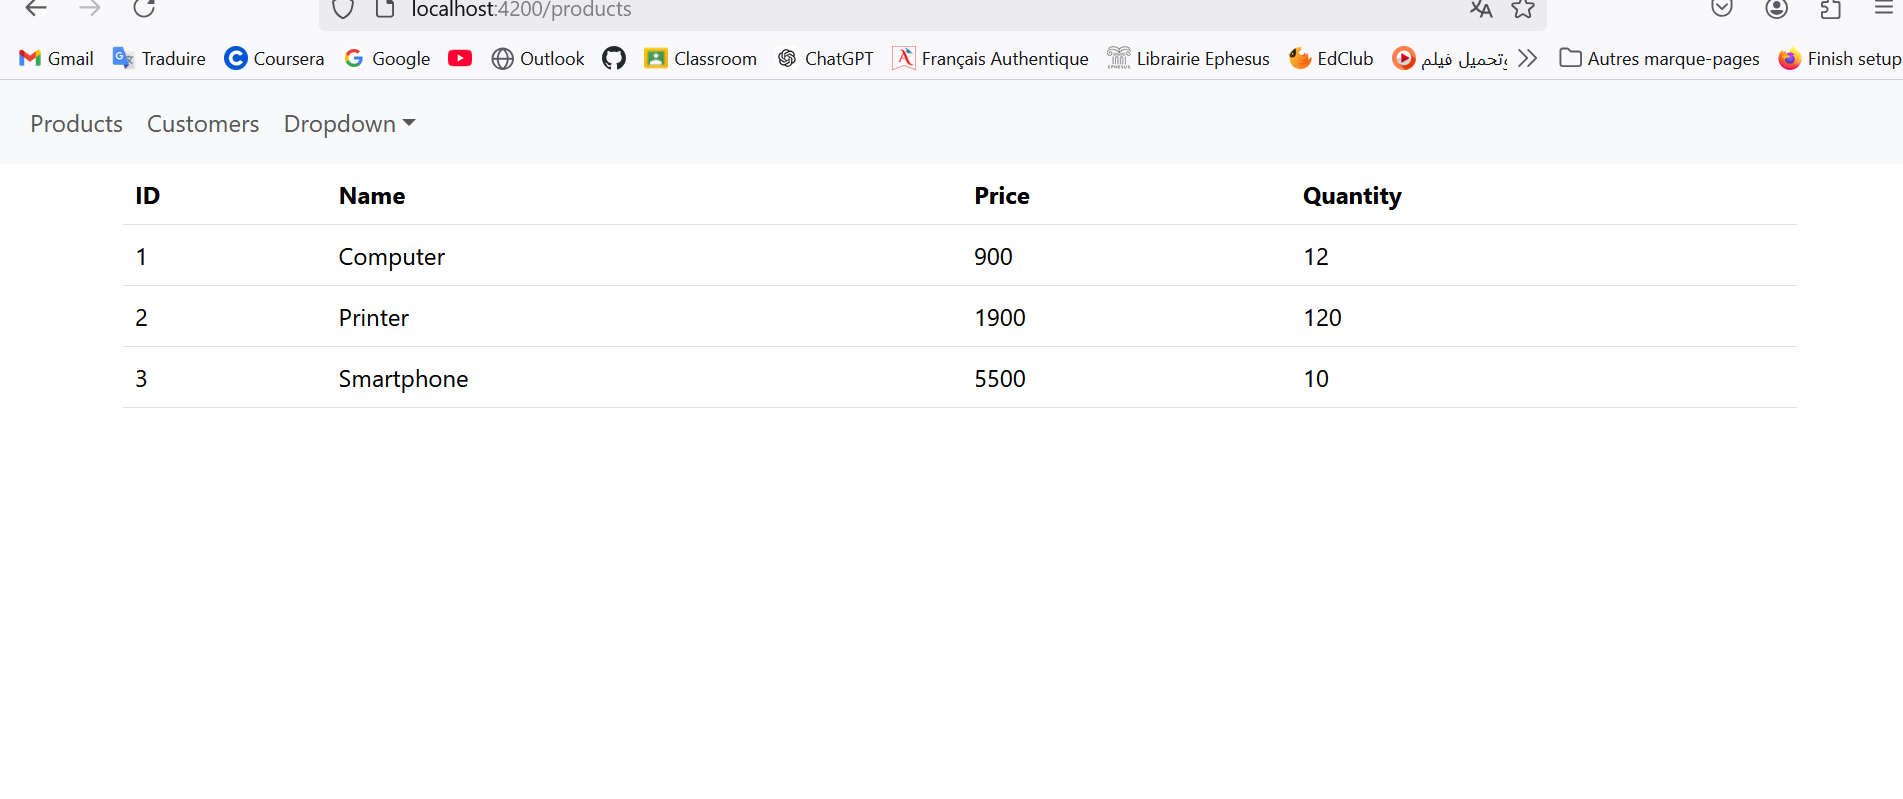 localhost:4200/products
Gmail Traduire Coursera Google Outlook Classroom ChatGPT Français Authentique Librairie Ephesus EdClub وتحميل فيلم Autres marque-pages Finish setup
Products Customers Dropdown
ID Name Price Quantity
1 Computer 900 12
2 Printer 1900 120
3 Smartphone 5500 10